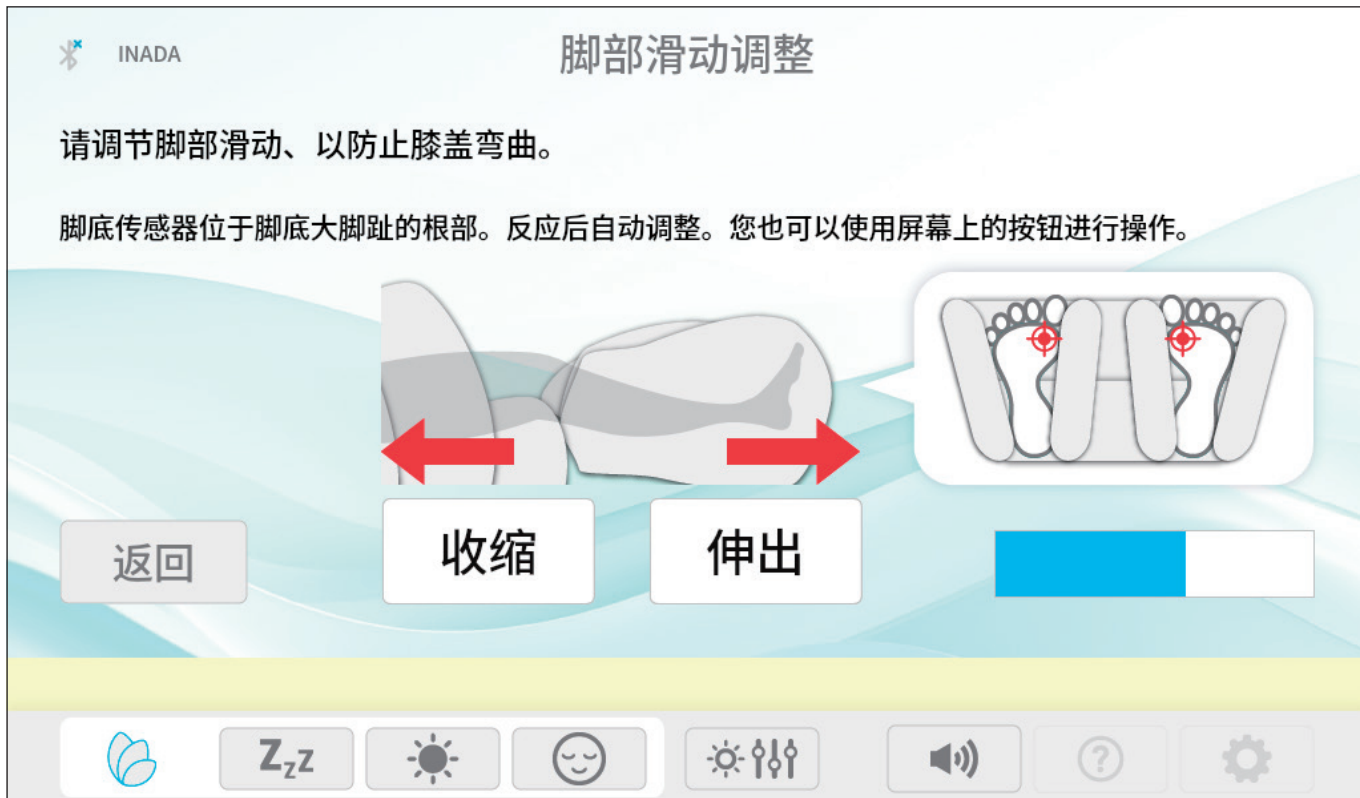 INADA
脚部滑动调整
请调节脚部滑动、以防止膝盖弯曲。
脚底传感器位于脚底大脚趾的根部。反应后自动调整。您也可以使用屏幕上的按钮进行操作。
返回
收缩
伸出
ZzZ
?